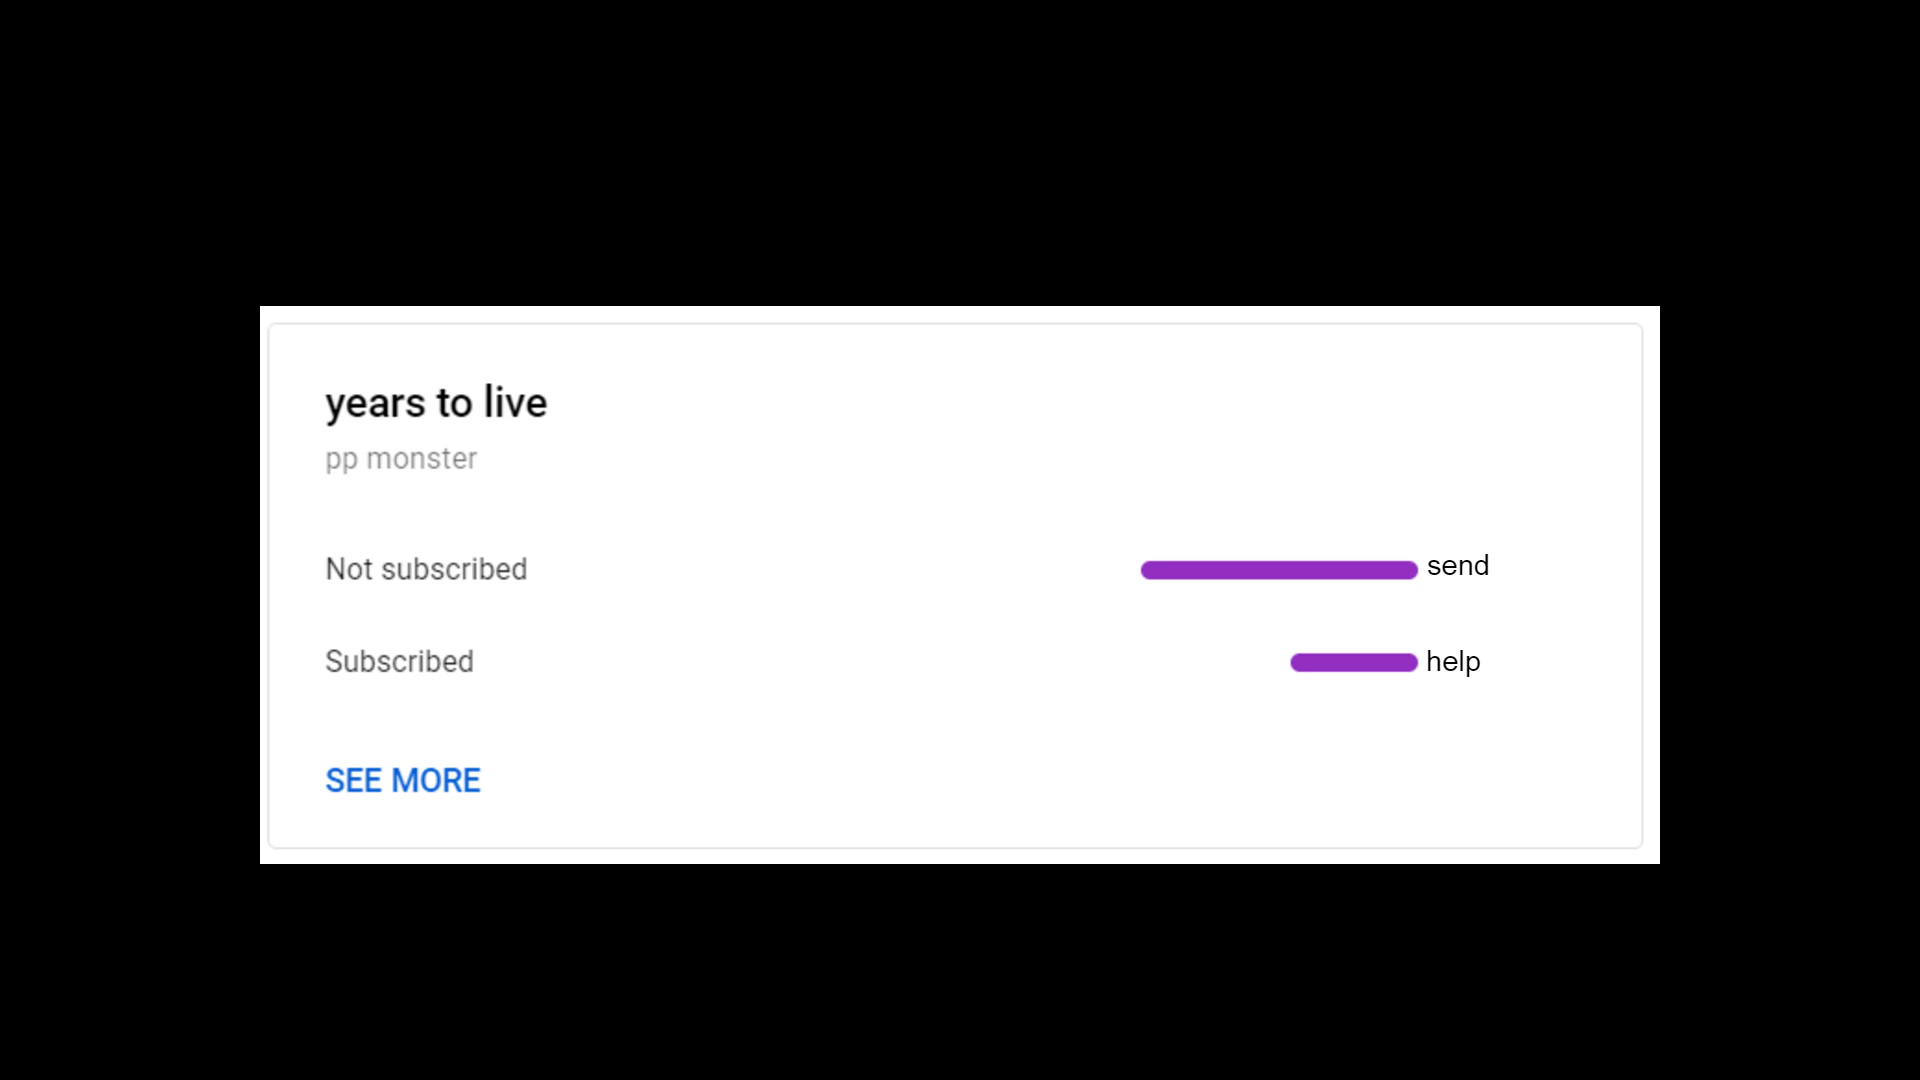 years to live
pp monster
Not subscribed send
Subscribed help
SEE MORE